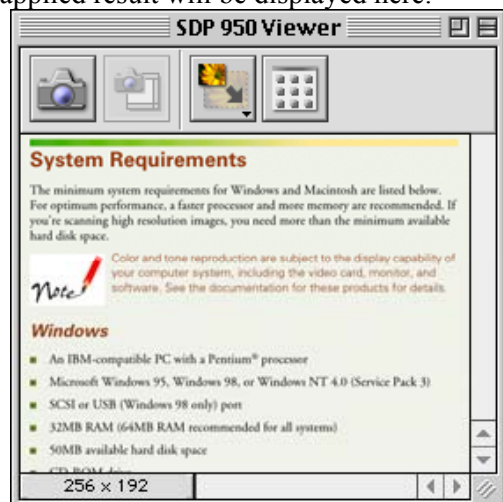 applied result will be displayed here.
SDP 950 Viewer
System Requirements
The minimum system requirements for Windows and Macintosh are listed below.
For optimum performance, a faster processor and more memory are recommended. If
you're scanning high resolution images, you need more than the minimum available
hard disk space.
Note
Color and tone reproduction are subject to the display capability of
your computer system, including the video card, monitor, and
software. See the documentation for these products for details.
Windows
An IBM-compatible PC with a Pentium® processor
Microsoft Windows 95, Windows 98, or Windows NT 4.0 (Service Pack 3)
SCSI or USB (Windows 98 only) port
32MB RAM (64MB RAM recommended for all systems)
50MB available hard disk space
CD-ROM drive
256 × 192